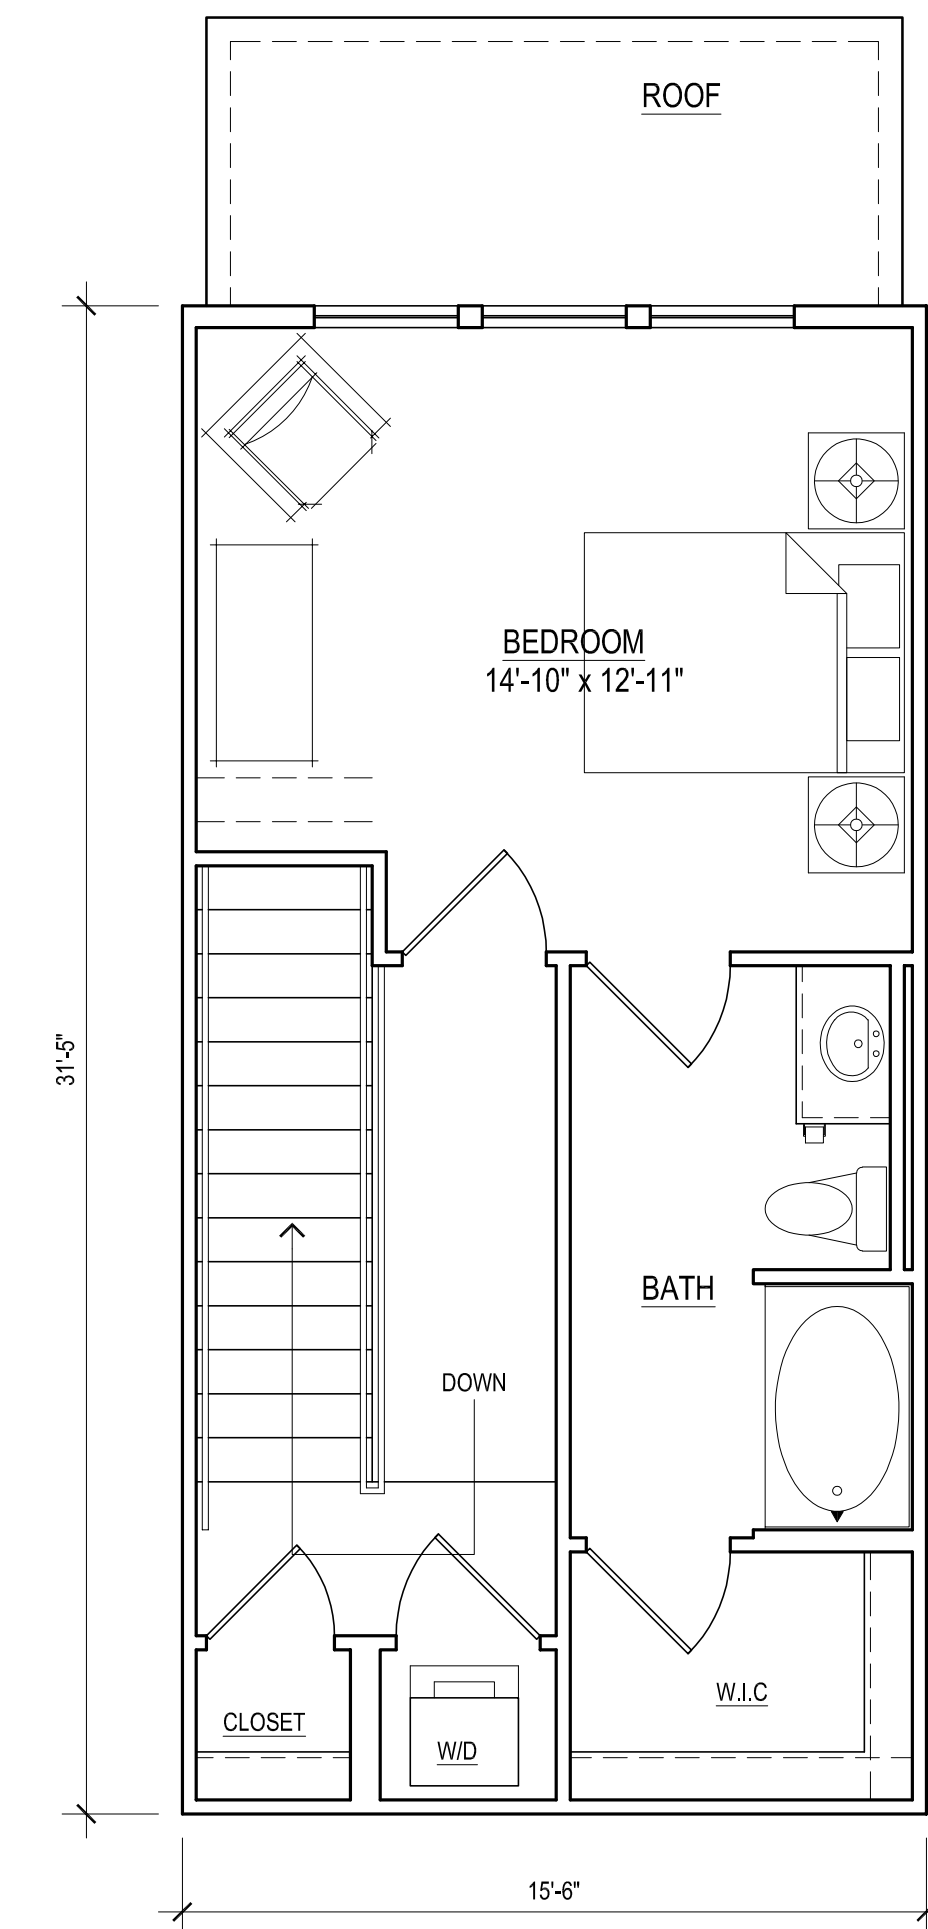 ROOF
BEDROOM
14'-10" x 12'-11"
31'-5"
BATH
DOWN
W.I.C
CLOSET
W/D
15'-6"